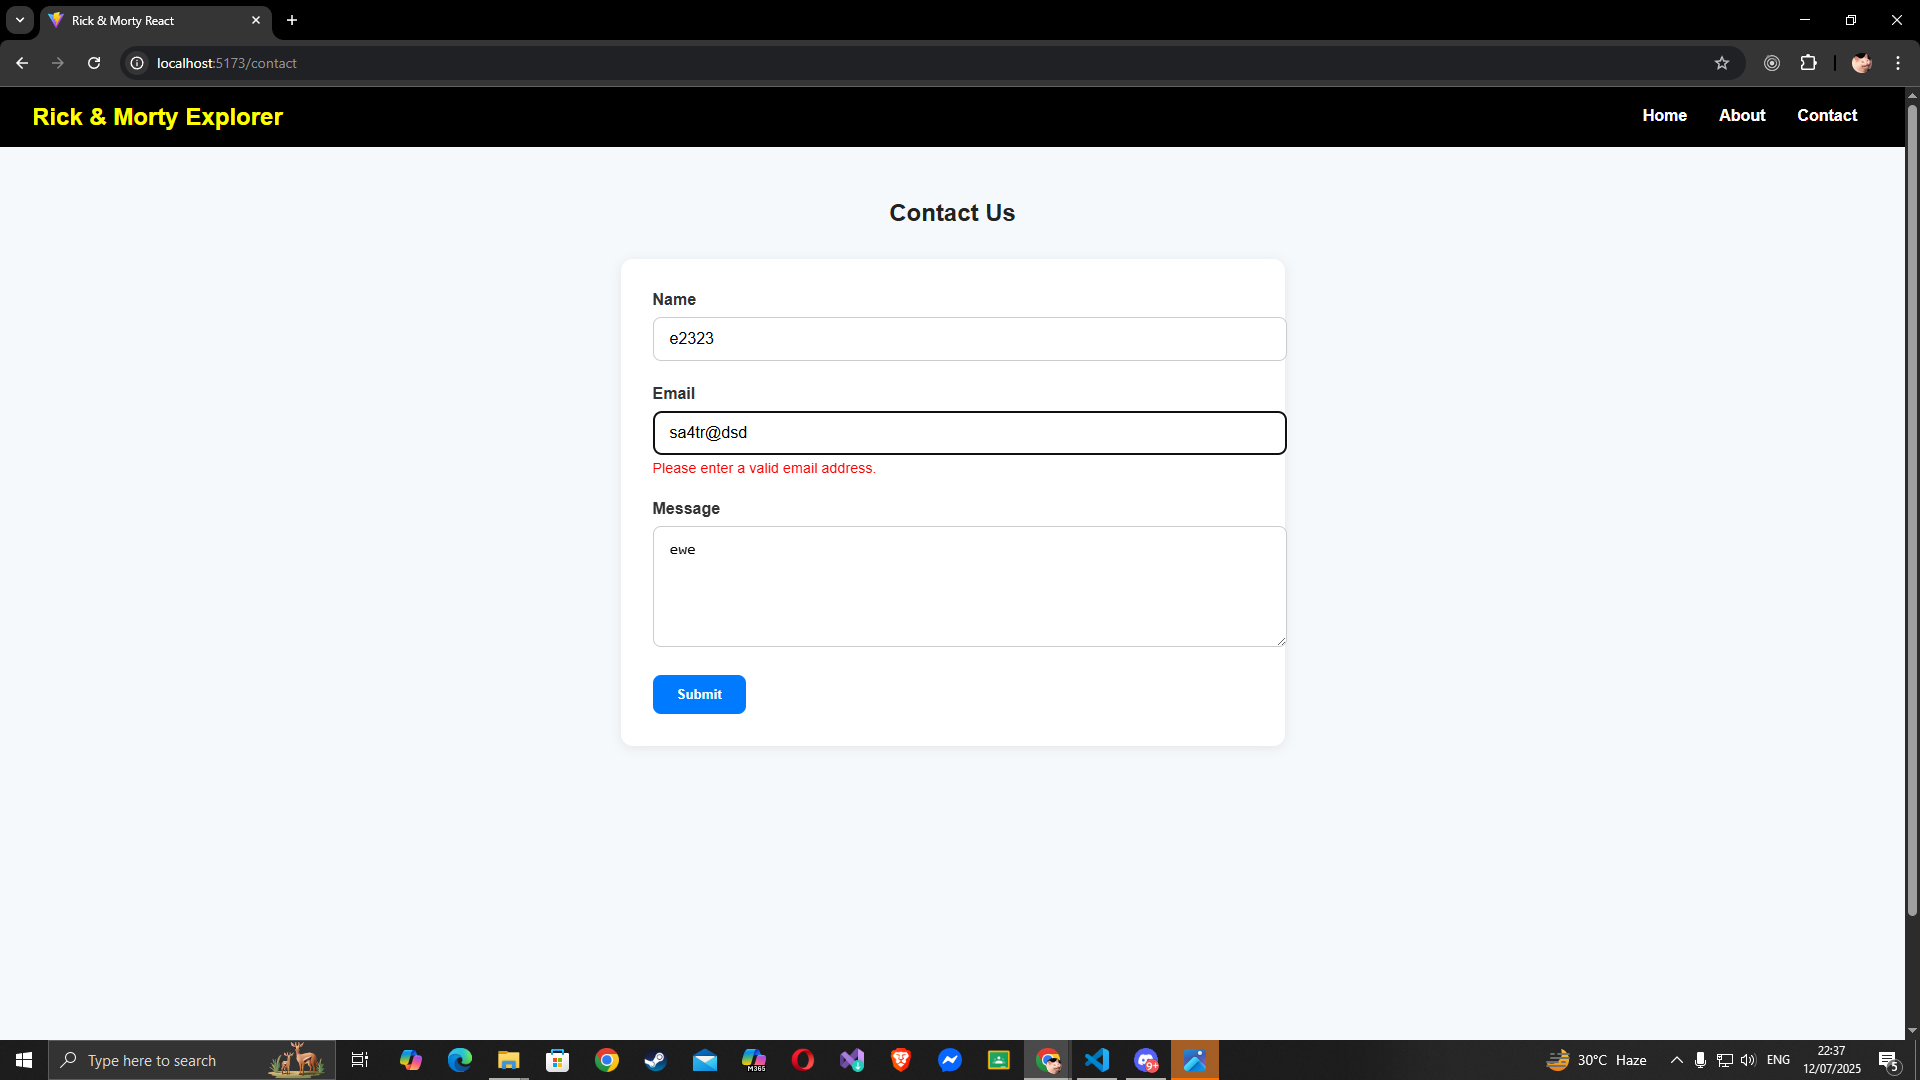 Rick & Morty React
localhost:5173/contact
Rick & Morty Explorer
Home
About
Contact
Contact Us
Name
e2323
Email
sa4tr@dsd
Please enter a valid email address.
Message
ewe
Submit
Type here to search
M365
9+
30°C Haze
ENG
22:37
12/07/2025
5